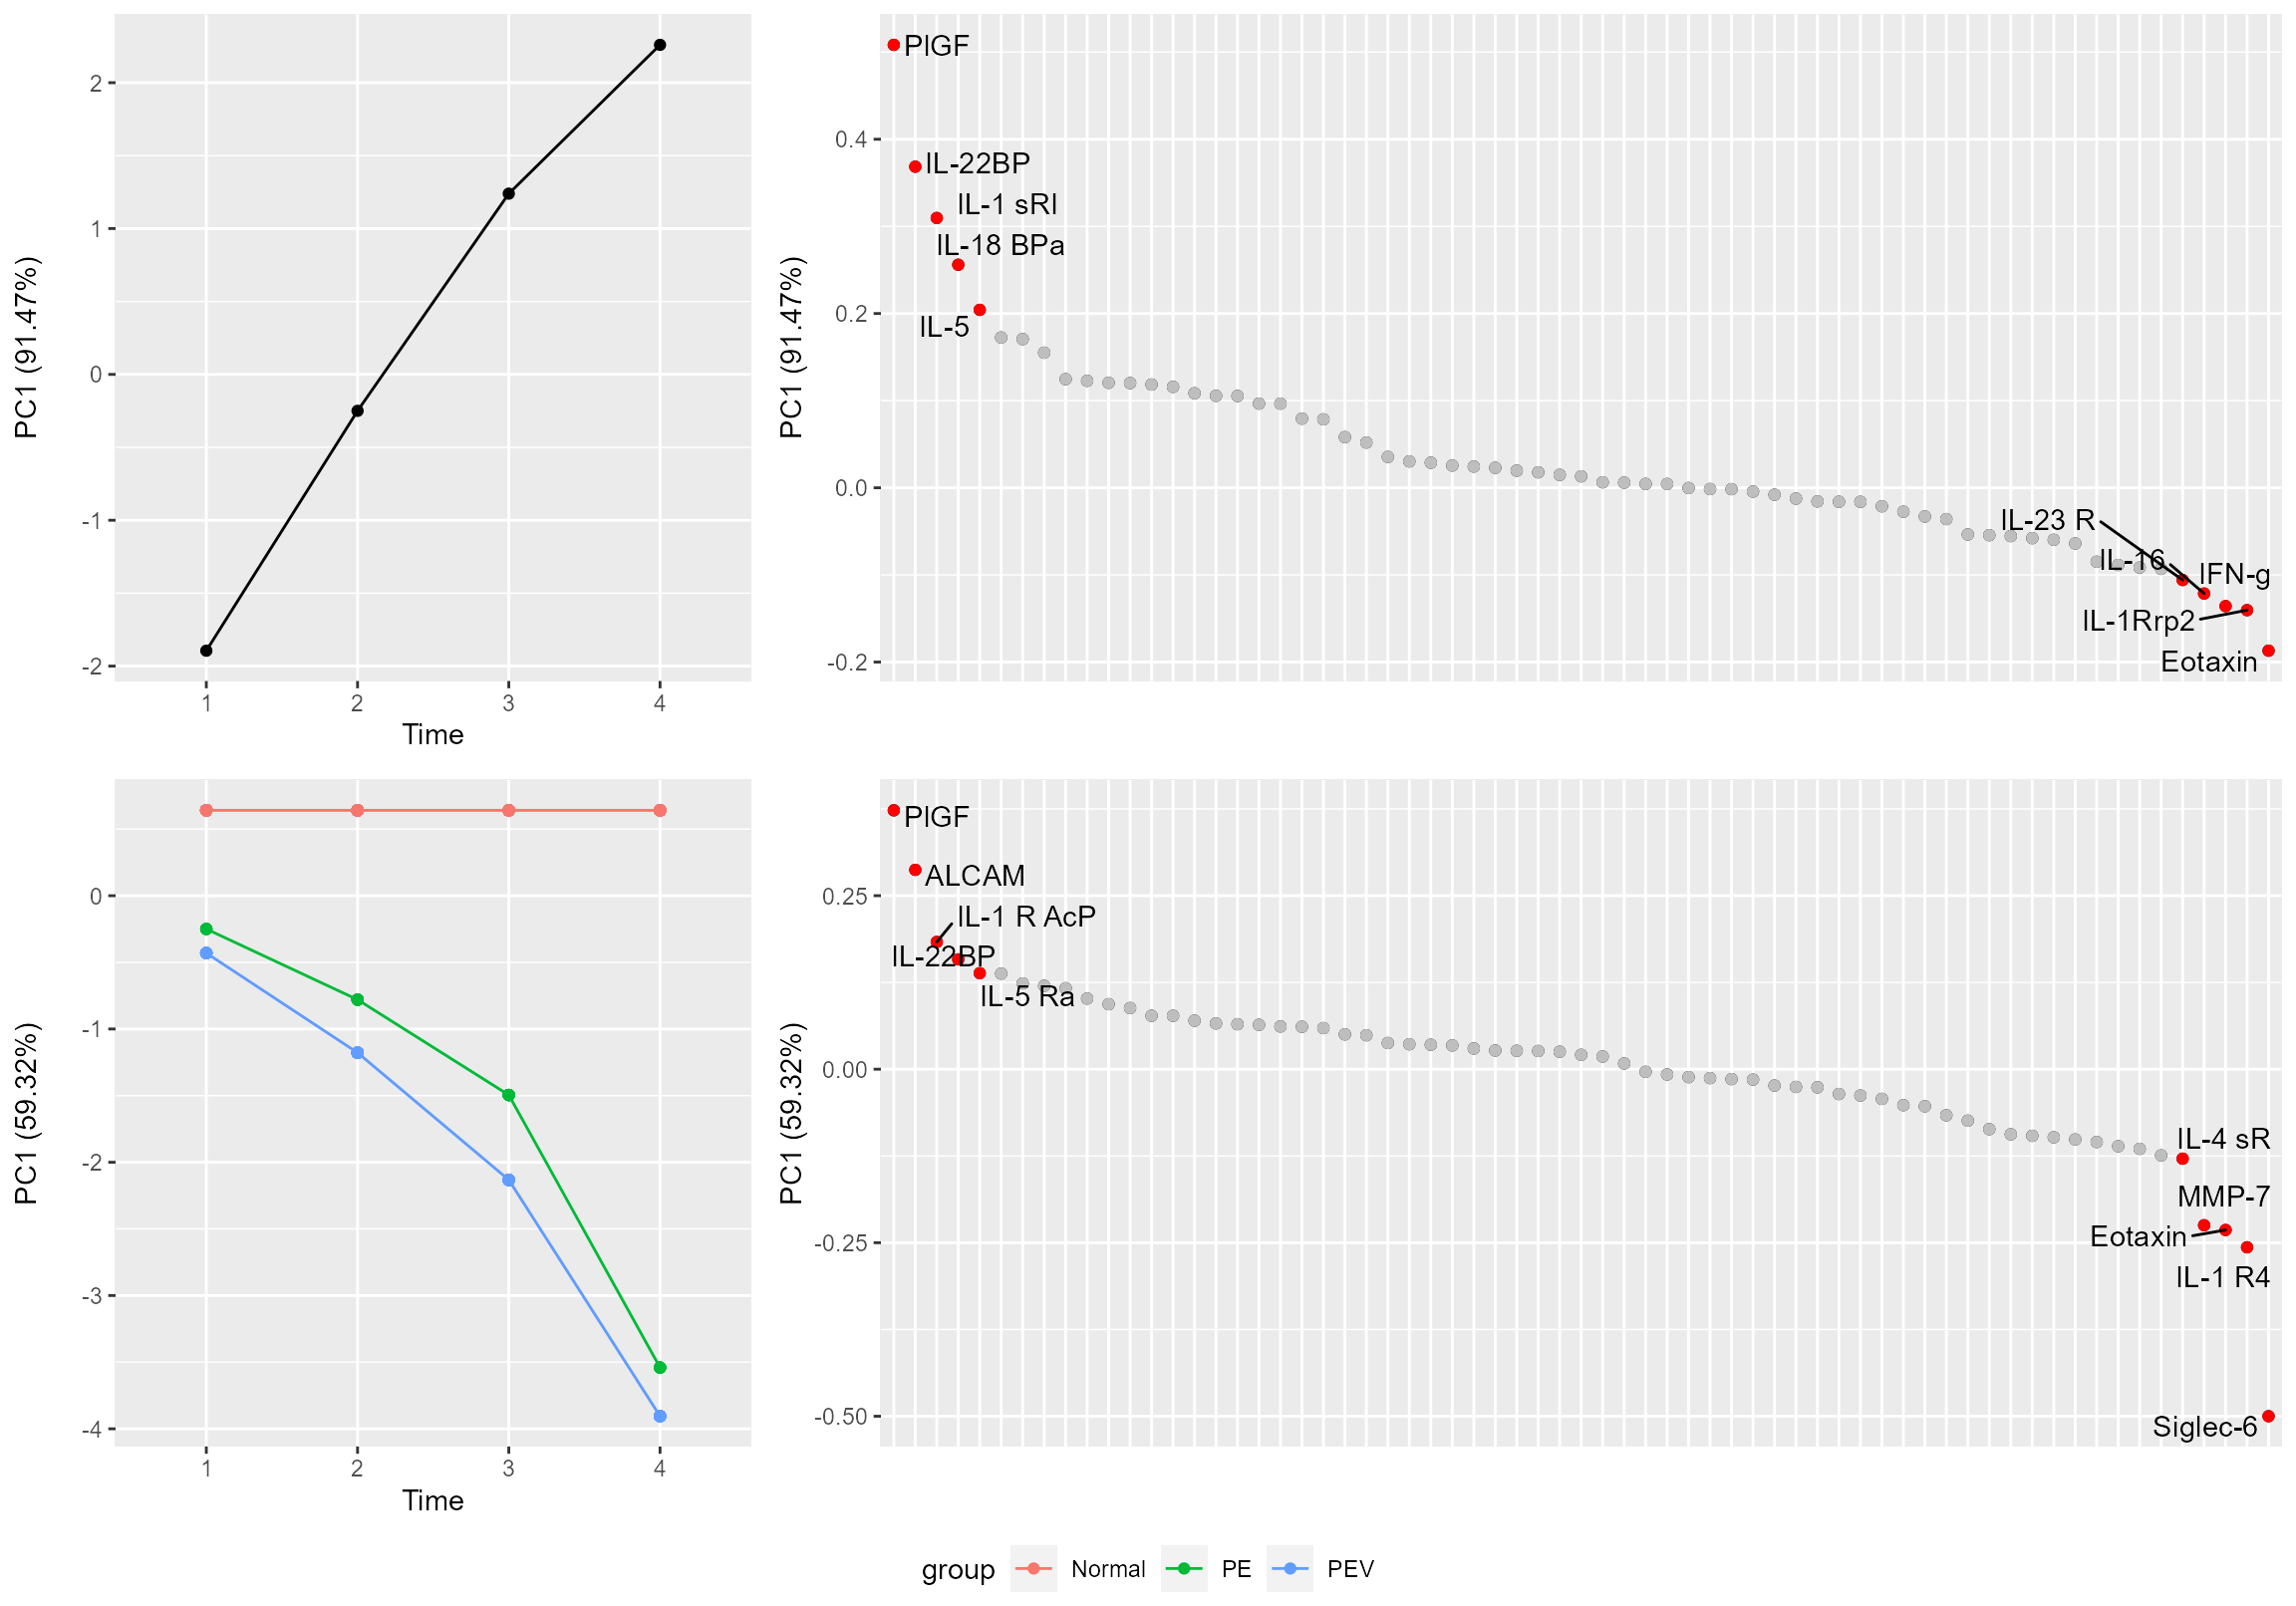 PC1 (91.47%)
2
1
0
-1
-2
1 2 3 4
Time
PC1 (91.47%)
0.4
0.2
0.0
-0.2
PlGF
IL-22BP
IL-1 sRI
IL-18 BPa
IL-5
IL-23 R
IL-16
IFN-g
IL-1Rrp2
Eotaxin
PC1 (59.32%)
0
-1
-2
-3
-4
1 2 3 4
Time
PC1 (59.32%)
0.25
0.00
-0.25
-0.50
PlGF
ALCAM
IL-1 R AcP
IL-22BP
IL-5 Ra
IL-4 sR
MMP-7
Eotaxin
IL-1 R4
Siglec-6
group Normal PE PEV